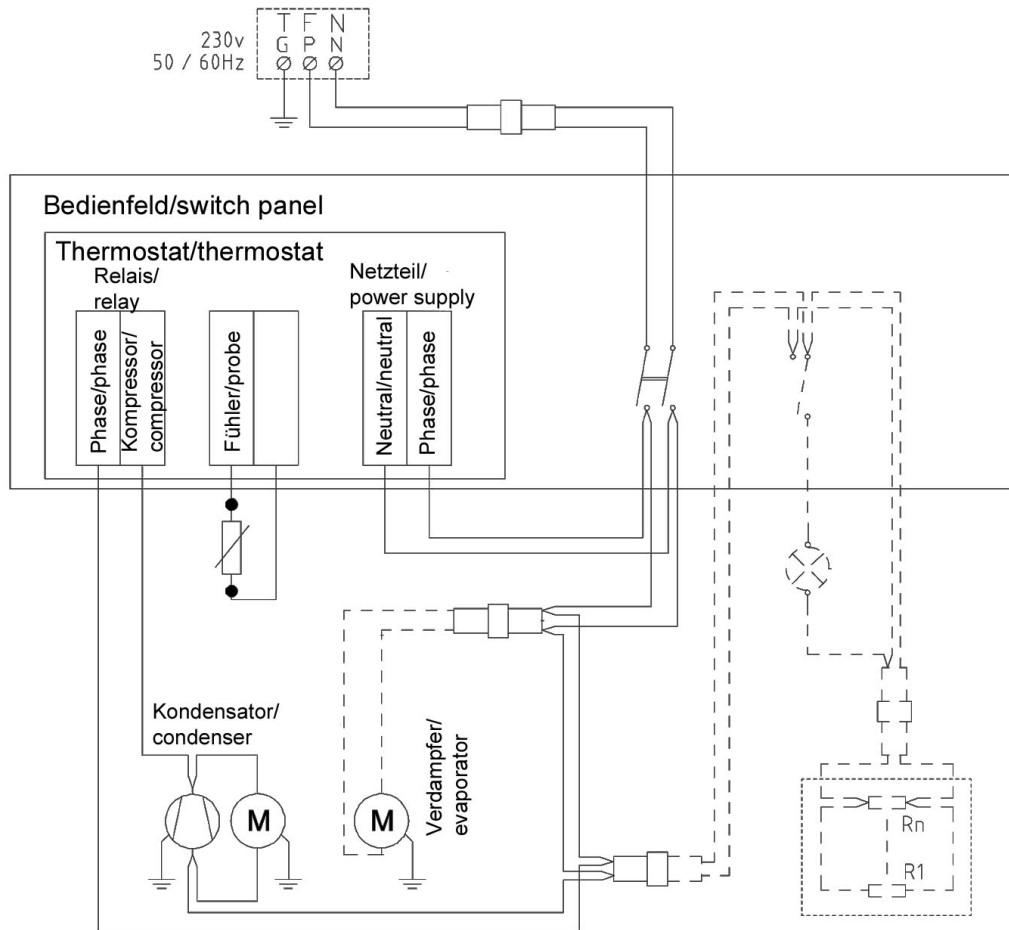 T F N
230v
G P N
50 / 60Hz
Bedienfeld/switch panel
Thermostat/thermostat
Relais/
relay
Netzteil/
power supply
Phase/phase
Kompressor/
compressor
Fühler/probe
Neutral/neutral
Phase/phase
Kondensator/
condenser
Verdampfer/
evaporator
M
M
Rn
R1